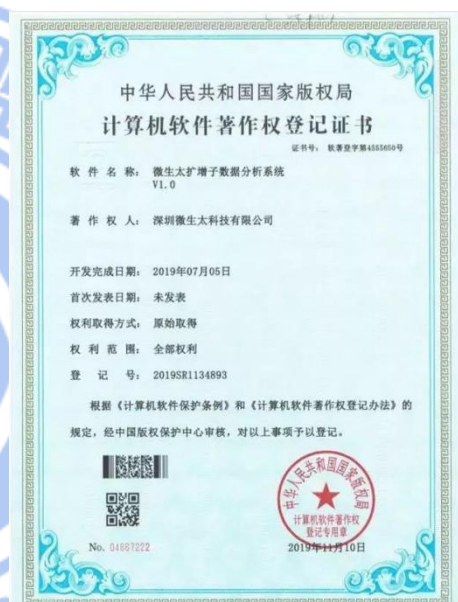 中华人民共和国国家版权局
计算机软件著作权登记证书
证书号： 软著登字第4555650号
软件名称： 微生太扩增子数据分析系统
V1.0
著作权人： 深圳微生太科技有限公司
开发完成日期： 2019年07月05日
首次发表日期： 未发表
权利取得方式： 原始取得
权利范围： 全部权利
登记号： 2019SR1134893
根据《计算机软件保护条例》和《计算机软件著作权登记办法》的
规定，经中国版权保护中心审核，对以上事项予以登记。
中华人民共和国国家版权局
计算机软件著作权
登记专用章
No. 04667222
2019年11月10日